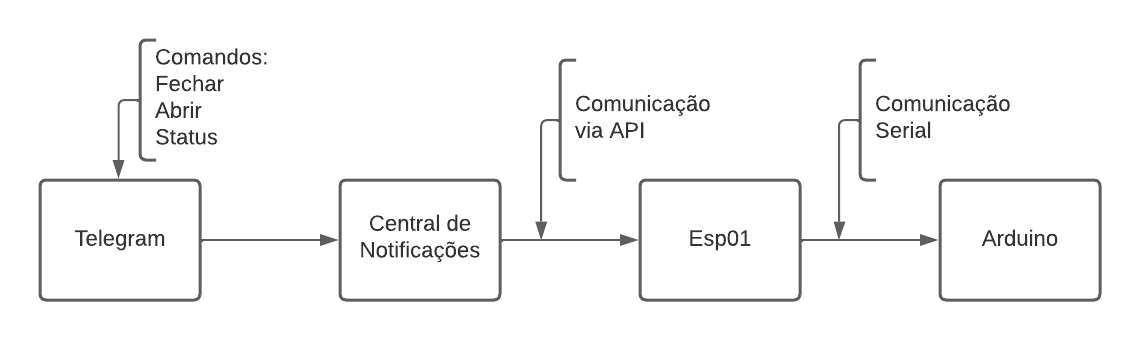 Comandos:
Fechar
Abrir
Status
Comunicação
via API
Comunicação
Serial
Telegram
Central de
Notificações
Esp01
Arduino